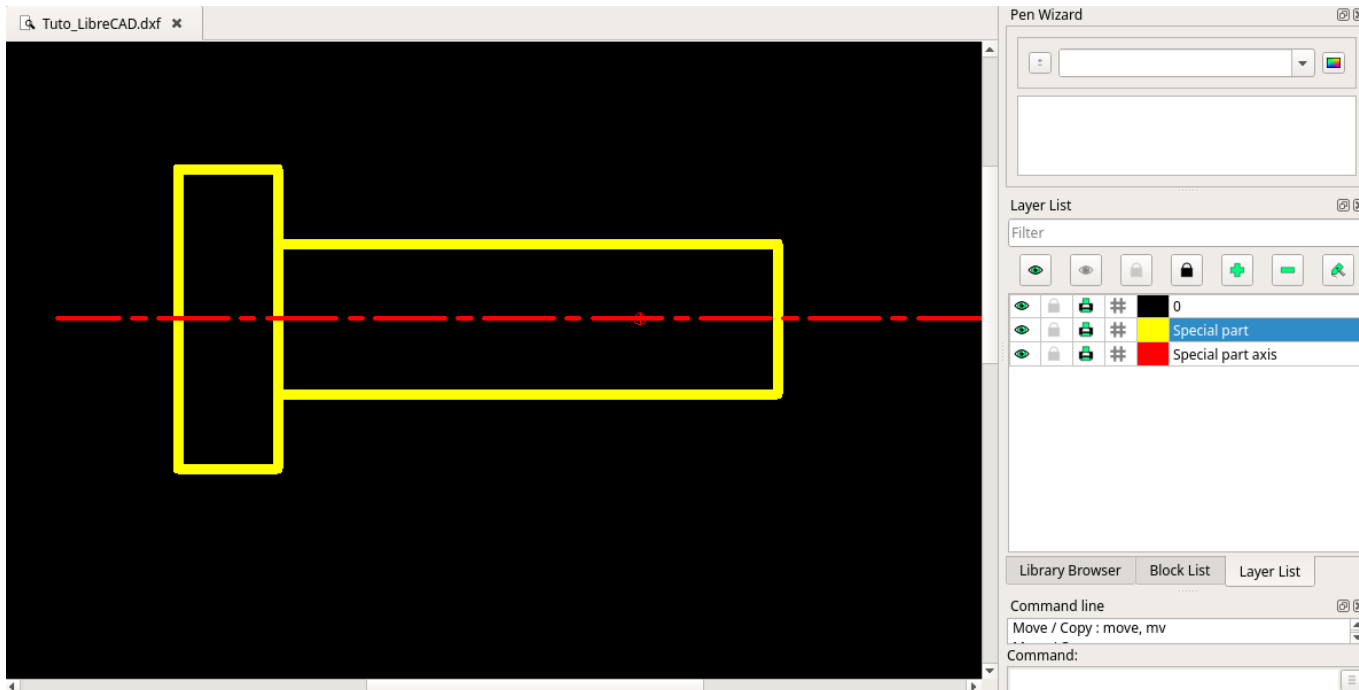 Tuto_LibreCAD.dxf
Pen Wizard
Layer List
Filter
0
Special part
Special part axis
Library Browser
Block List
Layer List
Command line
Move / Copy : move, mv
Command: